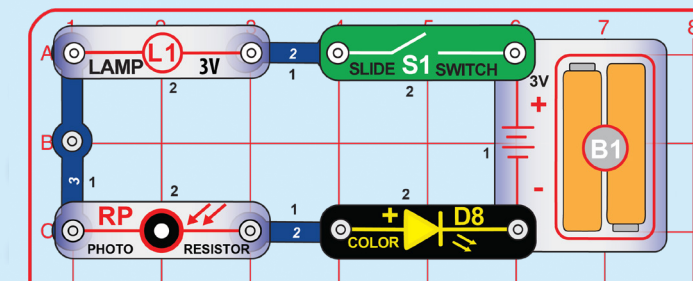 1 2 3 4 5 6 7 8
A
LAMP L1 3V
2
1
SLIDE S1 SWITCH
2
2
3V
+
B
3
1
1
B1
-
2
1
2
C
RP
PHOTO RESISTOR
2
+ D8
COLOR